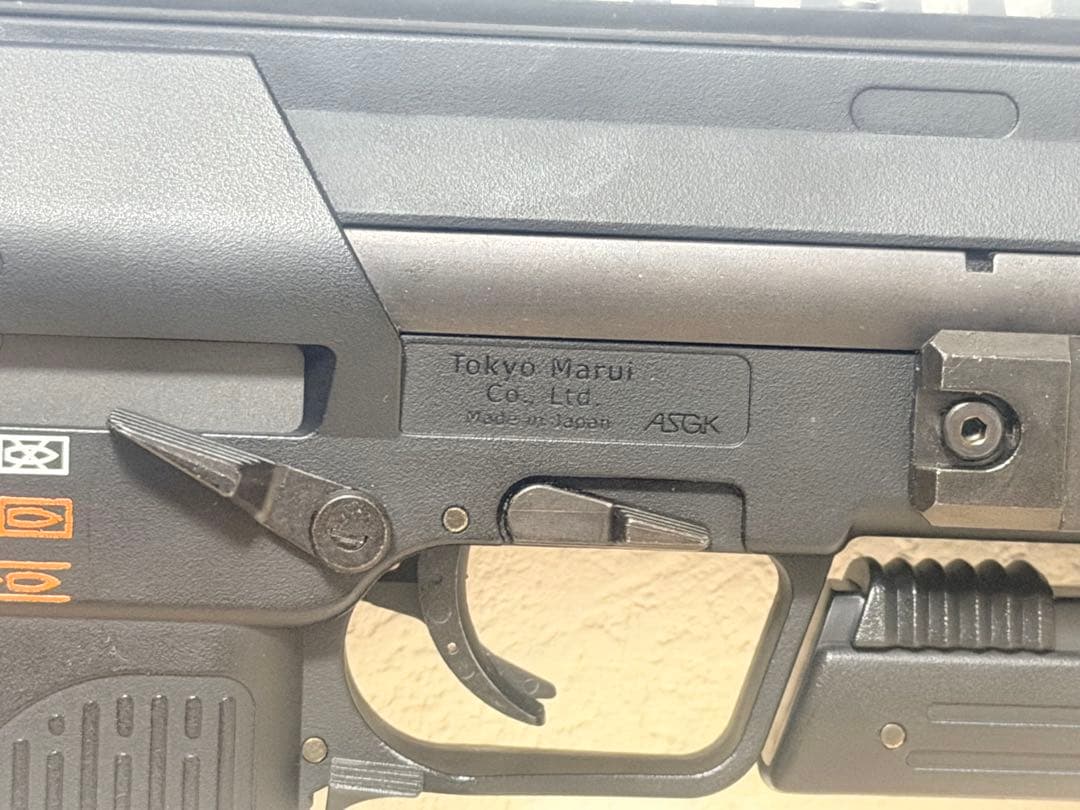 Tokyo Marui
Co., Ltd.
Made in Japan ASGK